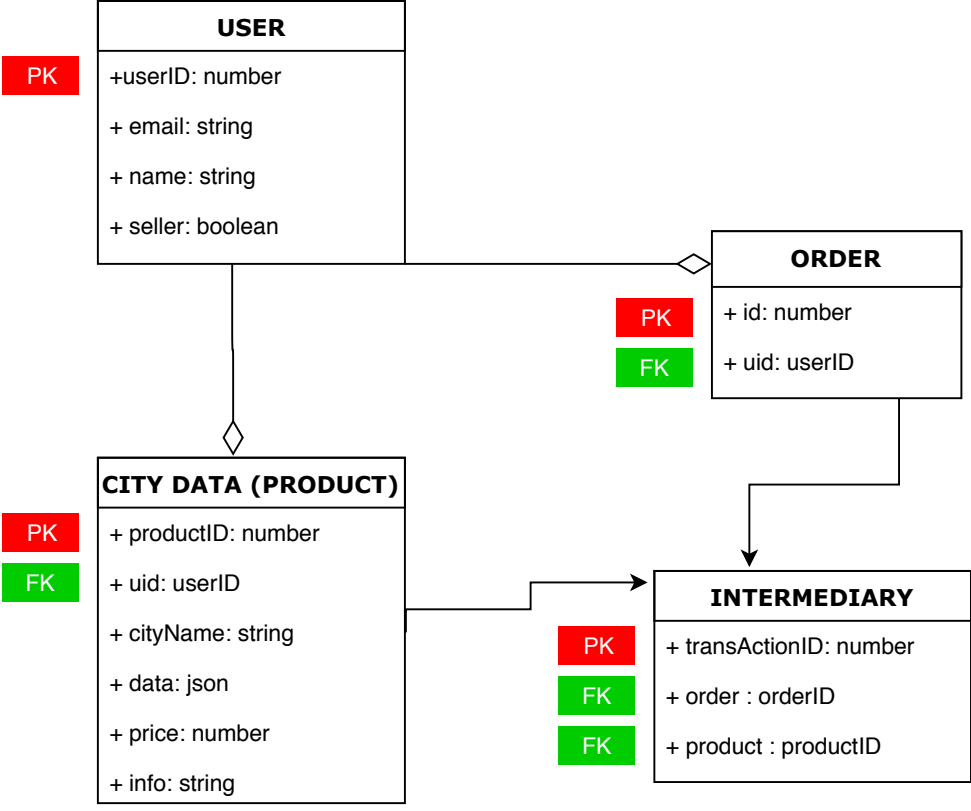 USER
PK
+userID: number
+ email: string
+ name: string
+ seller: boolean
ORDER
PK
+ id: number
FK
+ uid: userID
CITY DATA (PRODUCT)
PK
+ productID: number
FK
+ uid: userID
+ cityName: string
+ data: json
+ price: number
+ info: string
INTERMEDIARY
PK
+ transActionID: number
FK
+ order : orderID
FK
+ product : productID